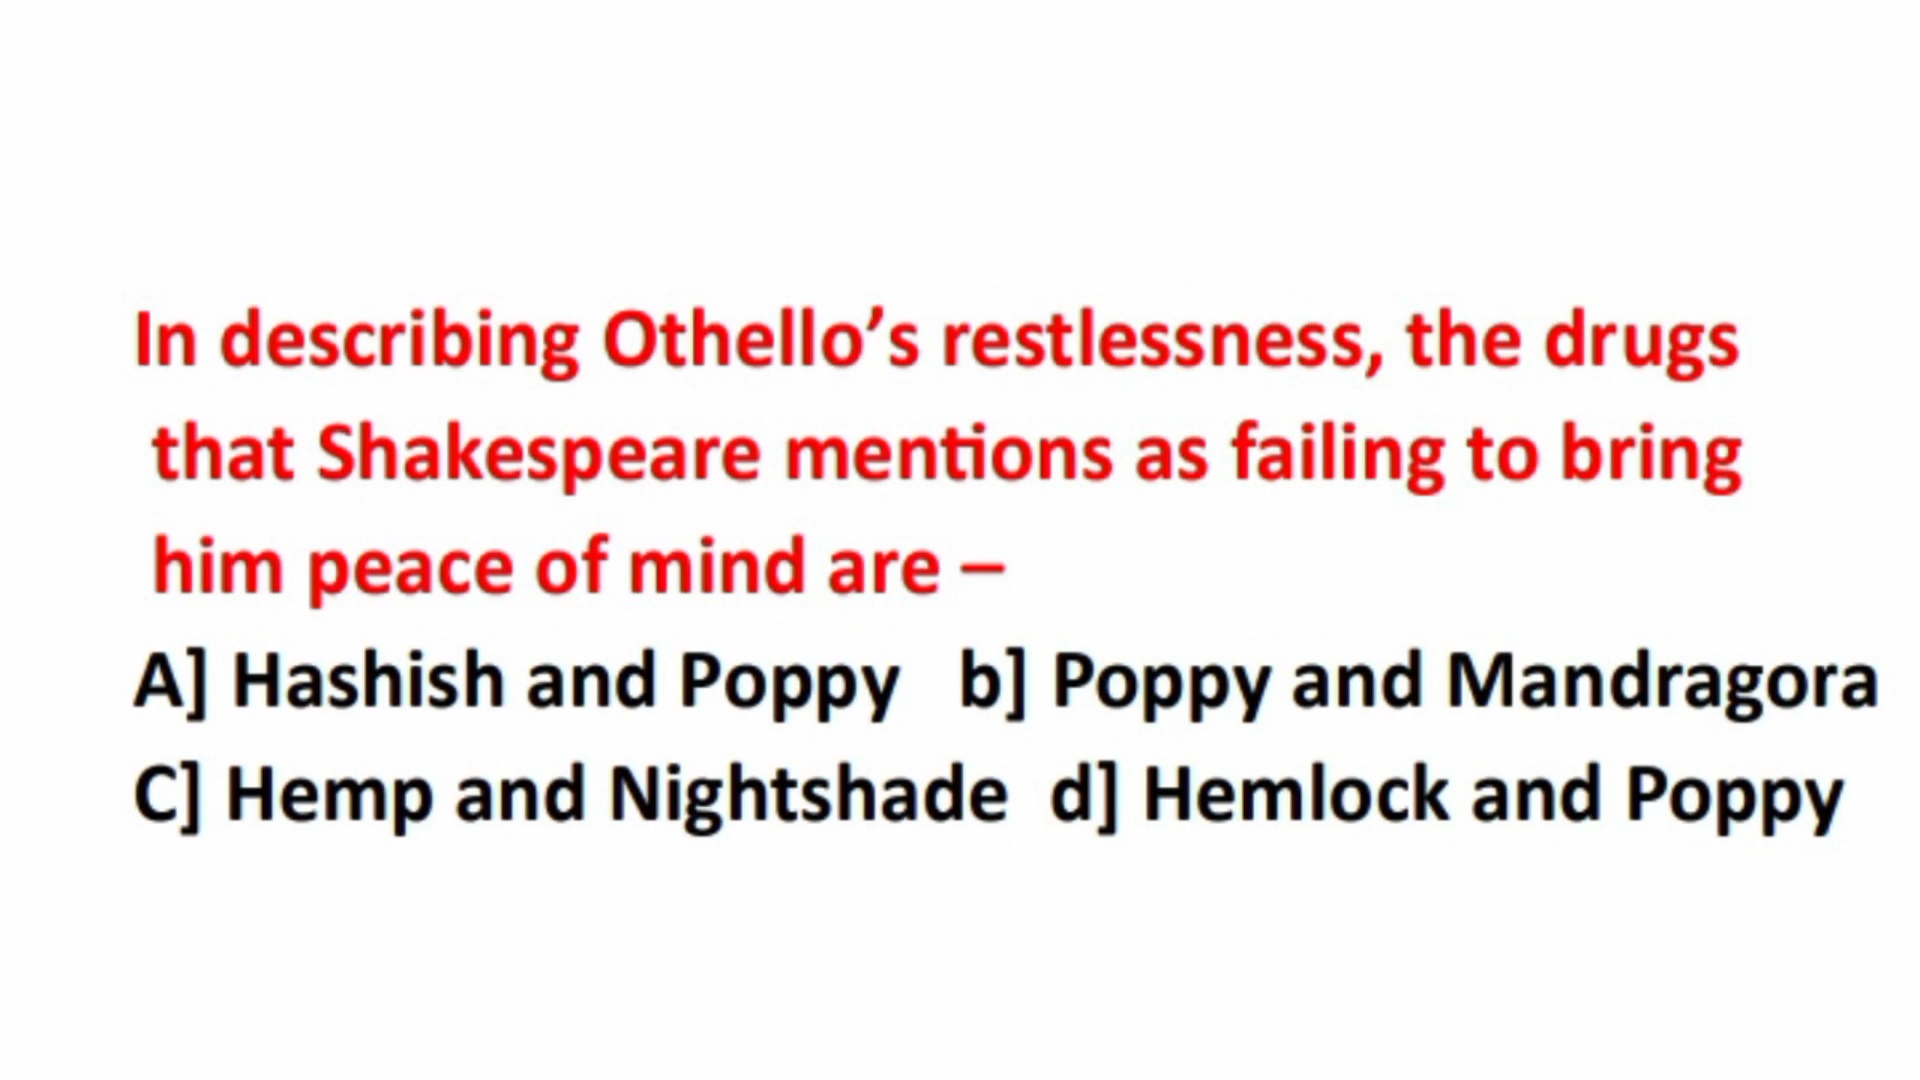 In describing Othello’s restlessness, the drugs
that Shakespeare mentions as failing to bring
him peace of mind are –
A] Hashish and Poppy b] Poppy and Mandragora
C] Hemp and Nightshade d] Hemlock and Poppy